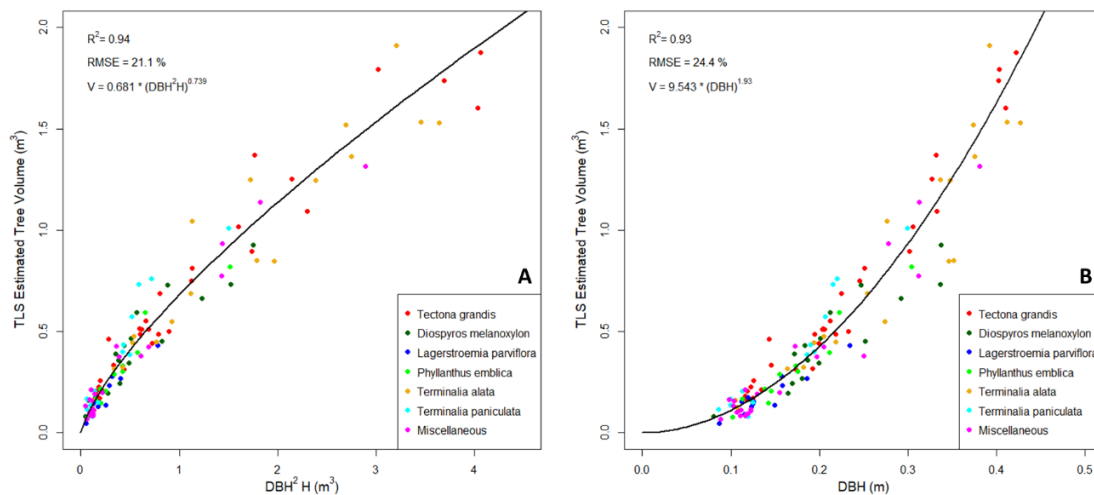 R²= 0.94
RMSE = 21.1 %
V = 0.681 * (DBH²H)^0.739
TLS Estimated Tree Volume (m³)
2.0
1.5
1.0
0.5
0.0
A
Tectona grandis
Diospyros melanoxylon
Lagerstroemia parviflora
Phyllanthus emblica
Terminalia alata
Terminalia paniculata
Miscellaneous
0 1 2 3 4
DBH² H (m³)
R²= 0.93
RMSE = 24.4 %
V = 9.543 * (DBH)^1.93
TLS Estimated Tree Volume (m³)
2.0
1.5
1.0
0.5
0.0
B
Tectona grandis
Diospyros melanoxylon
Lagerstroemia parviflora
Phyllanthus emblica
Terminalia alata
Terminalia paniculata
Miscellaneous
0.0 0.1 0.2 0.3 0.4 0.5
DBH (m)